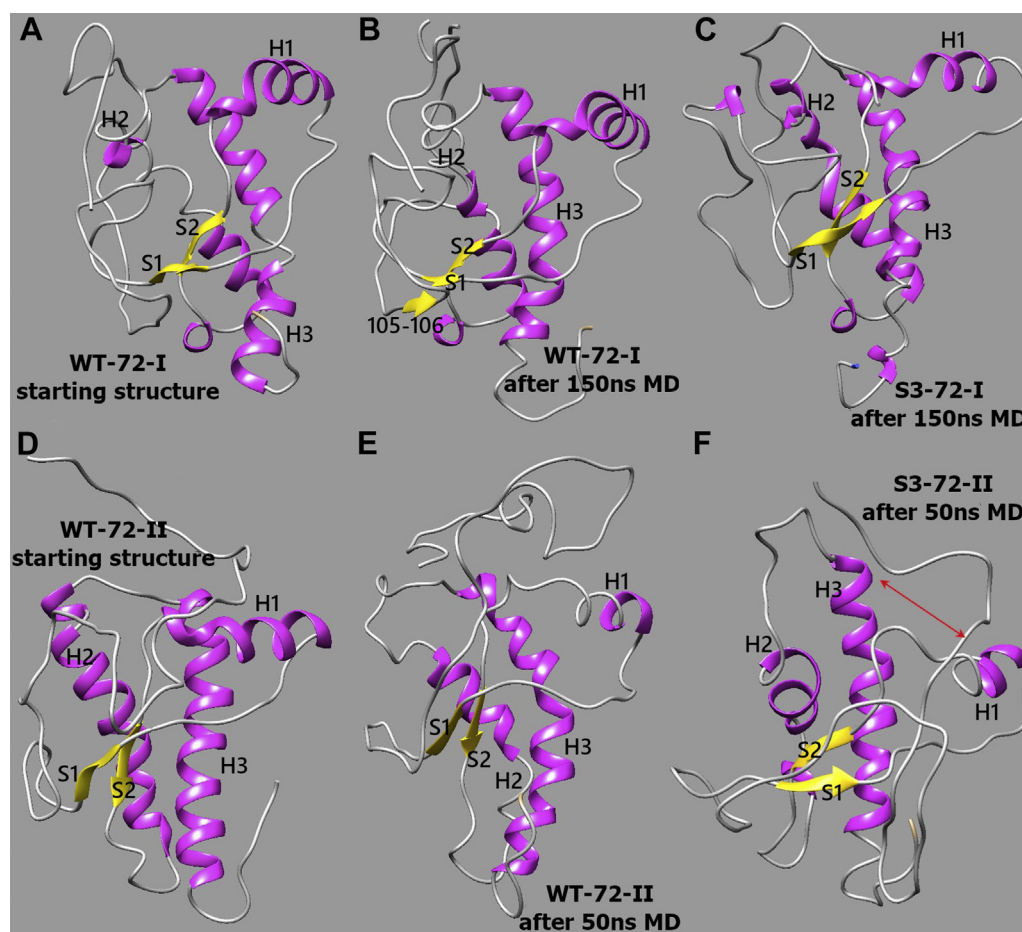 A
H1
H2
S2
S1
H3
WT-72-I
starting structure
B
H1
H2
H3
S2
S1
105-106
WT-72-I
after 150ns MD
C
H1
H2
S2
S1
H3
S3-72-I
after 150ns MD
D
WT-72-II
starting structure
H1
H2
S1
S2
H3
E
H1
S1
S2
H3
H2
WT-72-II
after 50ns MD
F
S3-72-II
after 50ns MD
H3
H2
H1
S2
S1